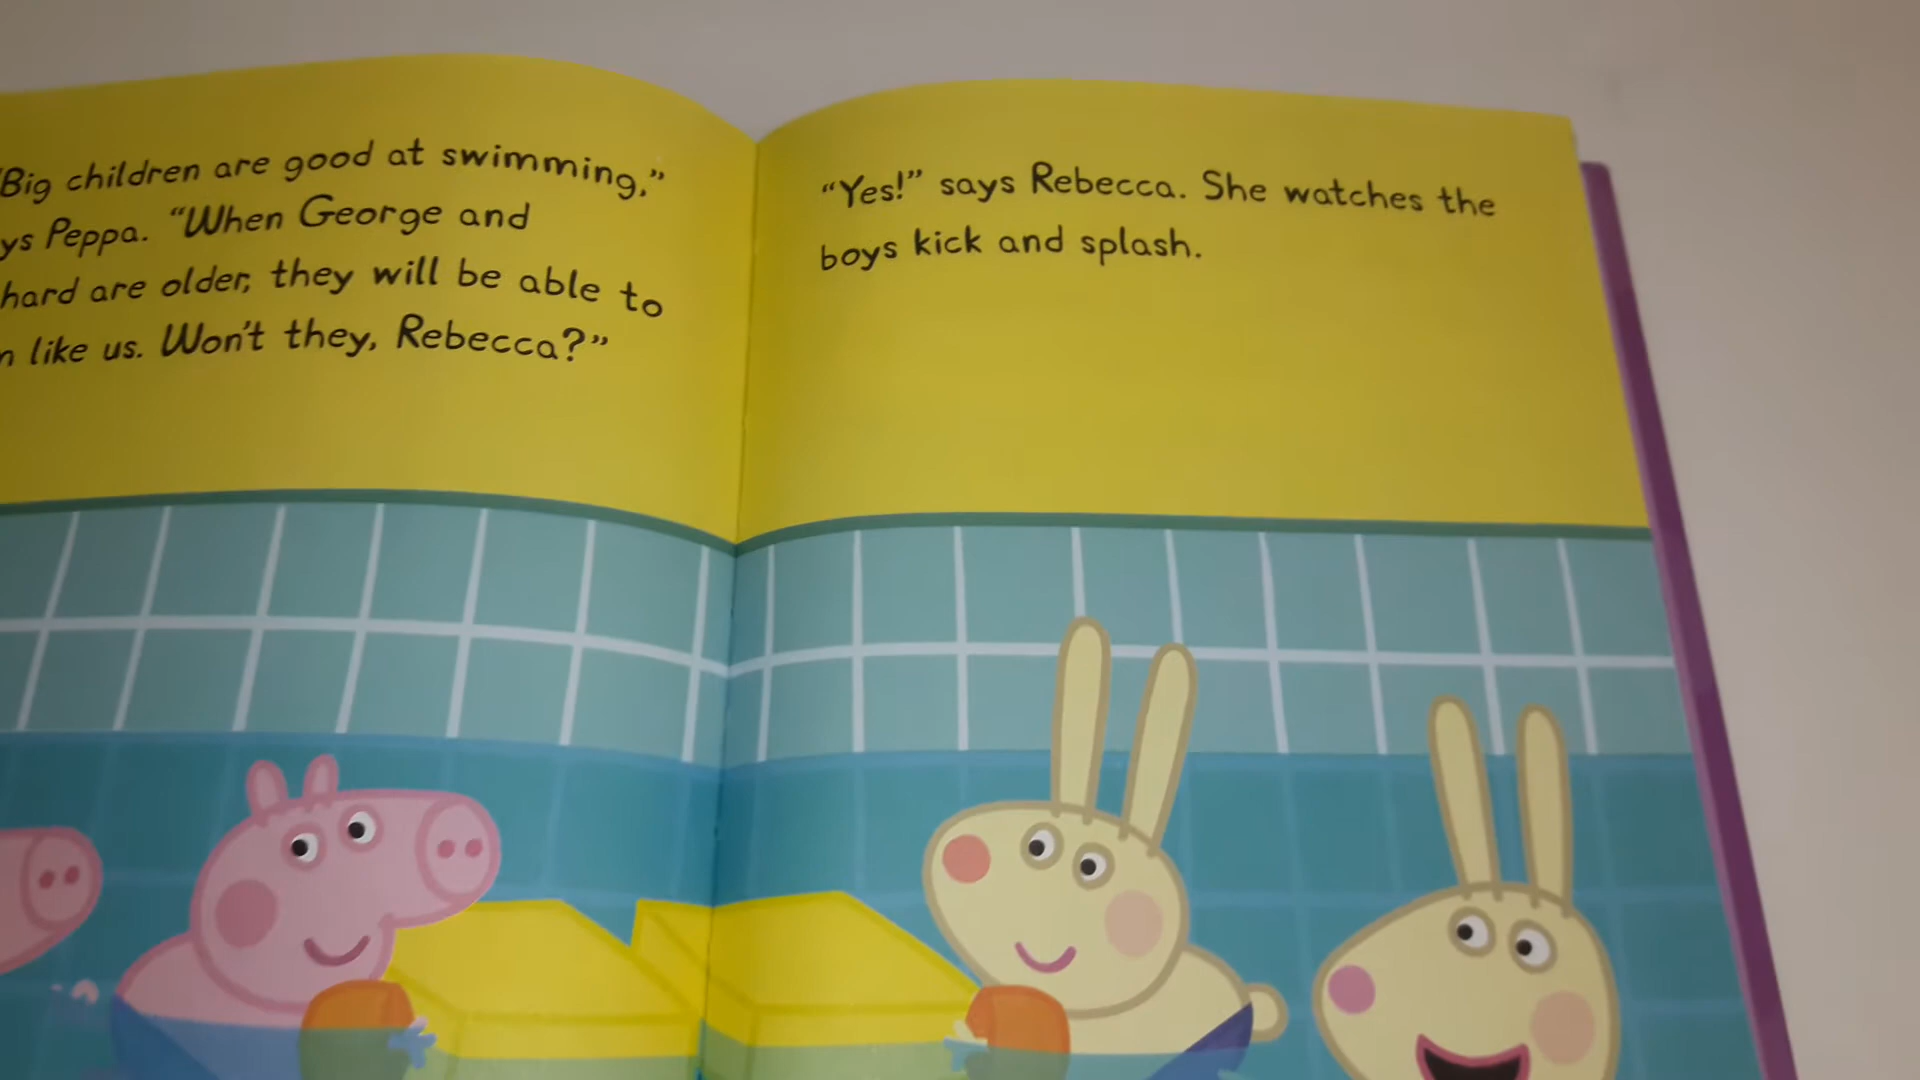 "Big children are good at swimming,"
ys Peppa. "When George and
hard are older, they will be able to
n like us. Won't they, Rebecca?"
"Yes!" says Rebecca. She watches the
boys kick and splash.